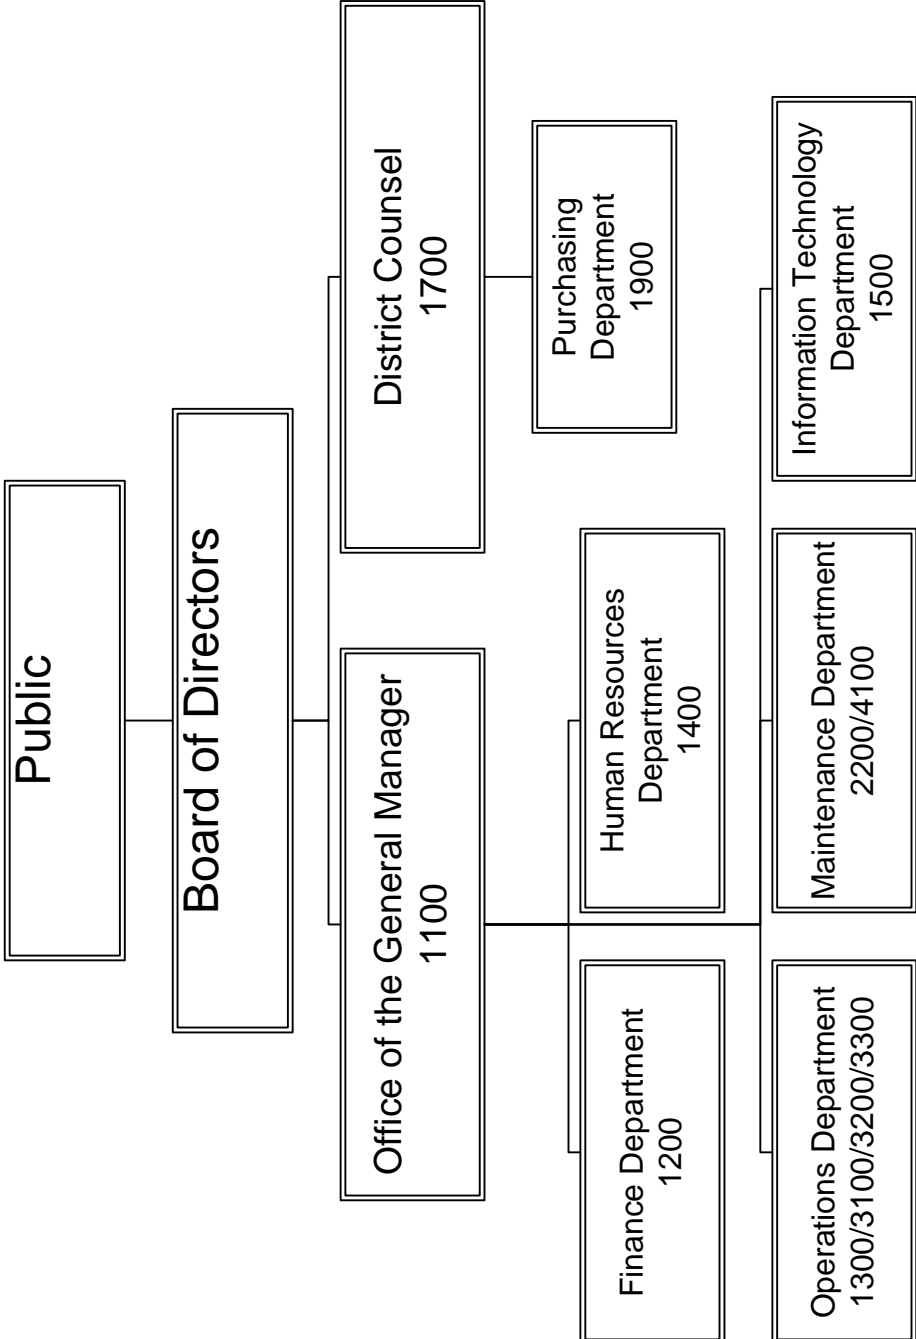 Public
Board of Directors
Office of the General Manager
1100
District Counsel
1700
Purchasing
Department
1900
Finance Department
1200
Human Resources
Department
1400
Operations Department
1300/3100/3200/3300
Maintenance Department
2200/4100
Information Technology
Department
1500